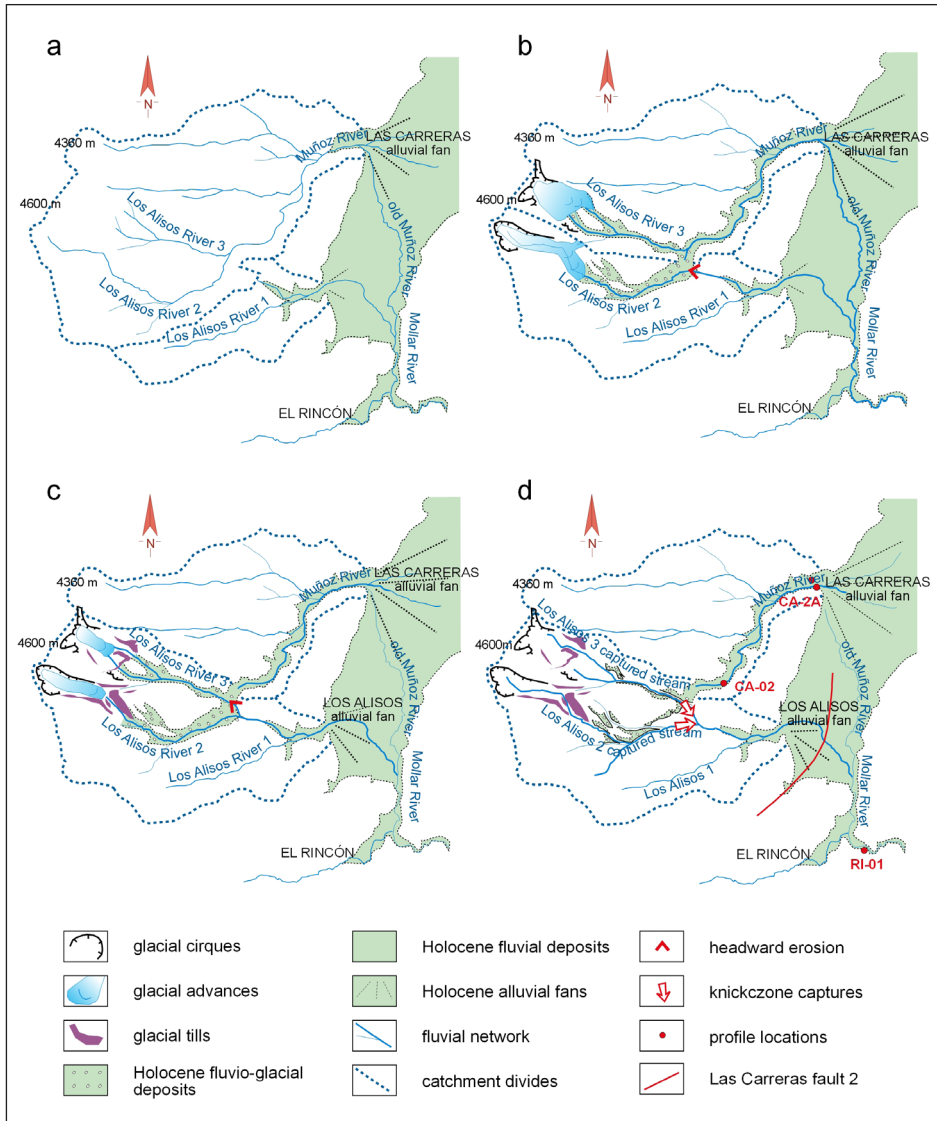 a
N
4360 m
4600 m
Muñoz River
LAS CARRERAS
alluvial fan
Los Alisos River 3
old Muñoz River
Los Alisos River 2
Los Alisos River 1
Mollar River
EL RINCÓN
b
N
4360 m
4600 m
Muñoz River
LAS CARRERAS
alluvial fan
Los Alisos River 3
old Muñoz River
Los Alisos River 2
Los Alisos River 1
Mollar River
EL RINCÓN
c
N
4360 m
4600 m
Muñoz River
LAS CARRERAS
alluvial fan
Los Alisos River 3
old Muñoz River
LOS ALISOS
alluvial fan
Los Alisos River 2
Los Alisos River 1
Mollar River
EL RINCÓN
d
N
4360 m
4600 m
Muñoz River
LAS CARRERAS
alluvial fan
CA-2A
Los Alisos 3 captured stream
old Muñoz River
CA-02
LOS ALISOS
alluvial fan
Los Alisos 2 captured stream
Los Alisos 1
Mollar River
EL RINCÓN
RI-01
glacial cirques
Holocene fluvial deposits
headward erosion
glacial advances
Holocene alluvial fans
knickczone captures
glacial tills
fluvial network
profile locations
Holocene fluvio-glacial
deposits
catchment divides
Las Carreras fault 2